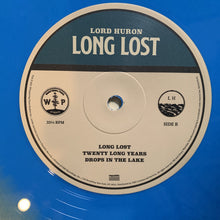 LORD HURON
LONG LOST
W P
L H
33⅓ RPM
SIDE B
LONG LOST
TWENTY LONG YEARS
DROPS IN THE LAKE